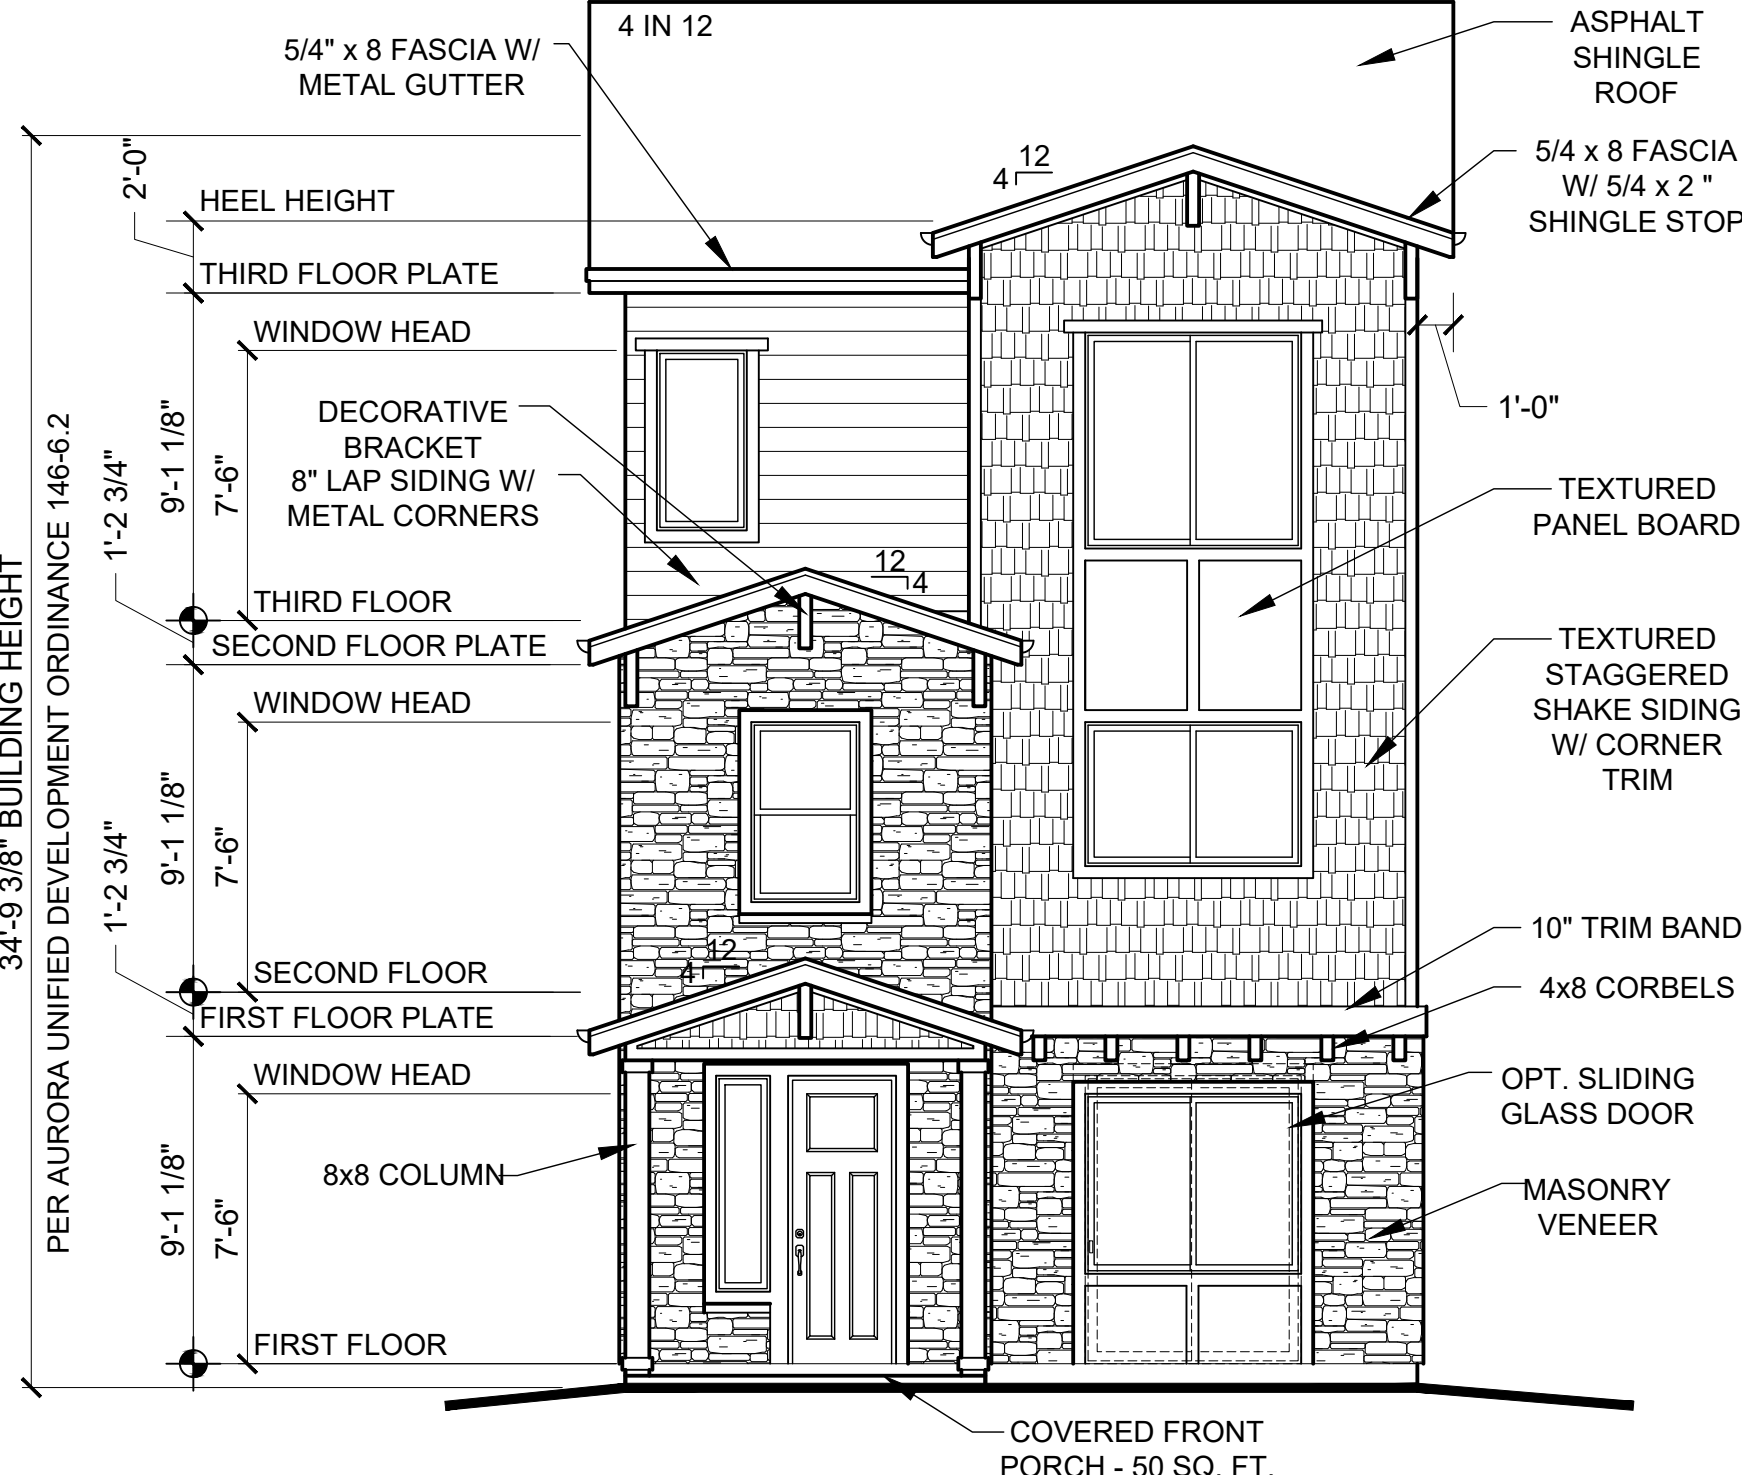 4 IN 12
5/4" x 8 FASCIA W/
METAL GUTTER
ASPHALT
SHINGLE
ROOF
12
4
5/4 x 8 FASCIA
W/ 5/4 x 2 "
SHINGLE STOP
2'-0"
HEEL HEIGHT
THIRD FLOOR PLATE
WINDOW HEAD
1'-0"
DECORATIVE
BRACKET
8" LAP SIDING W/
METAL CORNERS
9'-1 1/8"
7'-6"
1'-2 3/4"
TEXTURED
PANEL BOARD
12
4
THIRD FLOOR
SECOND FLOOR PLATE
WINDOW HEAD
TEXTURED
STAGGERED
SHAKE SIDING
W/ CORNER
TRIM
34'-9 3/8" BUILDING HEIGHT
PER AURORA UNIFIED DEVELOPMENT ORDINANCE 146-6.2
9'-1 1/8"
7'-6"
1'-2 3/4"
12
4
10" TRIM BAND
SECOND FLOOR
4x8 CORBELS
FIRST FLOOR PLATE
WINDOW HEAD
OPT. SLIDING
GLASS DOOR
8x8 COLUMN
9'-1 1/8"
7'-6"
MASONRY
VENEER
FIRST FLOOR
COVERED FRONT
PORCH - 50 SQ. FT.